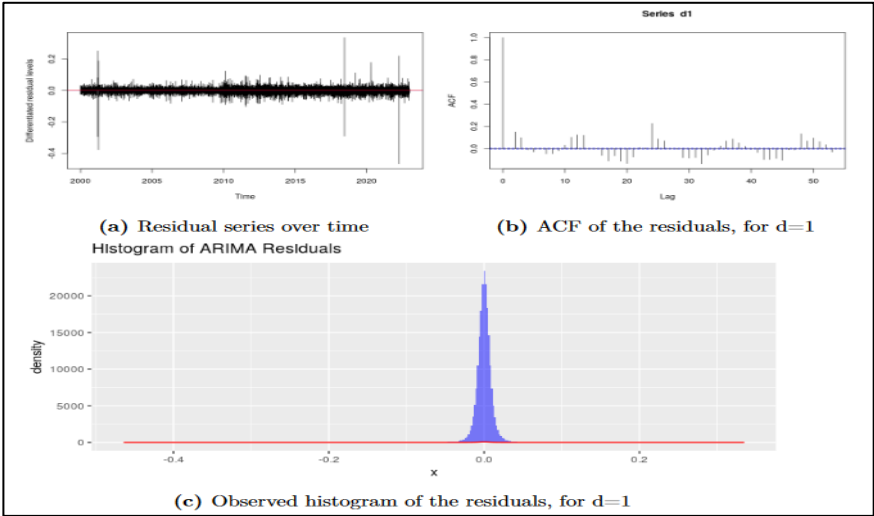 Differentiated residual levels
0.2
0.0
-0.2
-0.4
2000 2005 2010 2015 2020
Time
(a) Residual series over time
Series d1
ACF
1.0
0.8
0.6
0.4
0.2
0.0
0 10 20 30 40 50
Lag
(b) ACF of the residuals, for d=1
Histogram of ARIMA Residuals
density
20000
15000
10000
5000
0
-0.4 -0.2 0.0 0.2
x
(c) Observed histogram of the residuals, for d=1